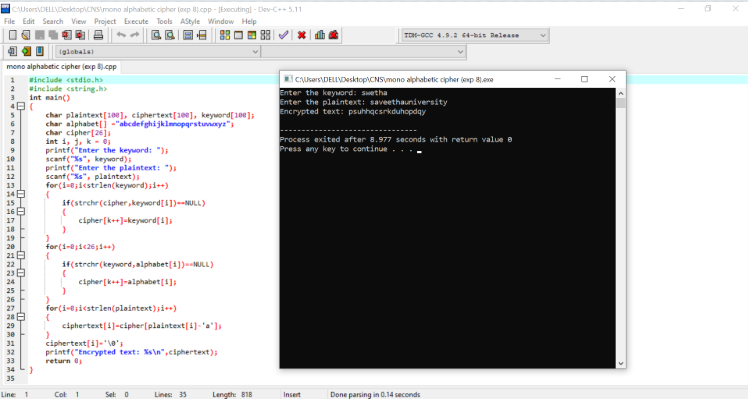 C:\Users\DELL\Desktop\CNS\mono alphabetic cipher (exp 8).cpp - [Executing] - Dev-C++ 5.11
File Edit Search View Project Execute Tools AStyle Window Help
TDM-GCC 4.9.2 64-bit Release
(globals)
mono alphabetic cipher (exp 8).cpp
1 #include <stdio.h>
2 #include <string.h>
3 int main()
4 {
5 char plaintext[100], ciphertext[100], keyword[100];
6 char alphabet[] ="abcdefghijklmnopqrstuvwxyz";
7 char cipher[26];
8 int i, j, k = 0;
9 printf("Enter the keyword: ");
10 scanf("%s", keyword);
11 printf("Enter the plaintext: ");
12 scanf("%s", plaintext);
13 for(i=0;i<strlen(keyword);i++)
14 {
15 if(strchr(cipher,keyword[i])==NULL)
16 {
17 cipher[k++]=keyword[i];
18 }
19 }
20 for(i=0;i<26;i++)
21 {
22 if(strchr(keyword,alphabet[i])==NULL)
23 {
24 cipher[k++]=alphabet[i];
25 }
26 }
27 for(i=0;i<strlen(plaintext);i++)
28 {
29 ciphertext[i]=cipher[plaintext[i]-'a'];
30 }
31 ciphertext[i]='\0';
32 printf("Encrypted text: %s\n",ciphertext);
33 return 0;
34 }
35
C:\Users\DELL\Desktop\CNS\mono alphabetic cipher (exp 8).exe
Enter the keyword: swetha
Enter the plaintext: saveethauniversity
Encrypted text: psuhhqcsrkduhopdqy
--------------------------------
Process exited after 8.977 seconds with return value 0
Press any key to continue . . .
Line: 1 Col: 1 Sel: 0 Lines: 35 Length: 818 Insert Done parsing in 0.14 seconds